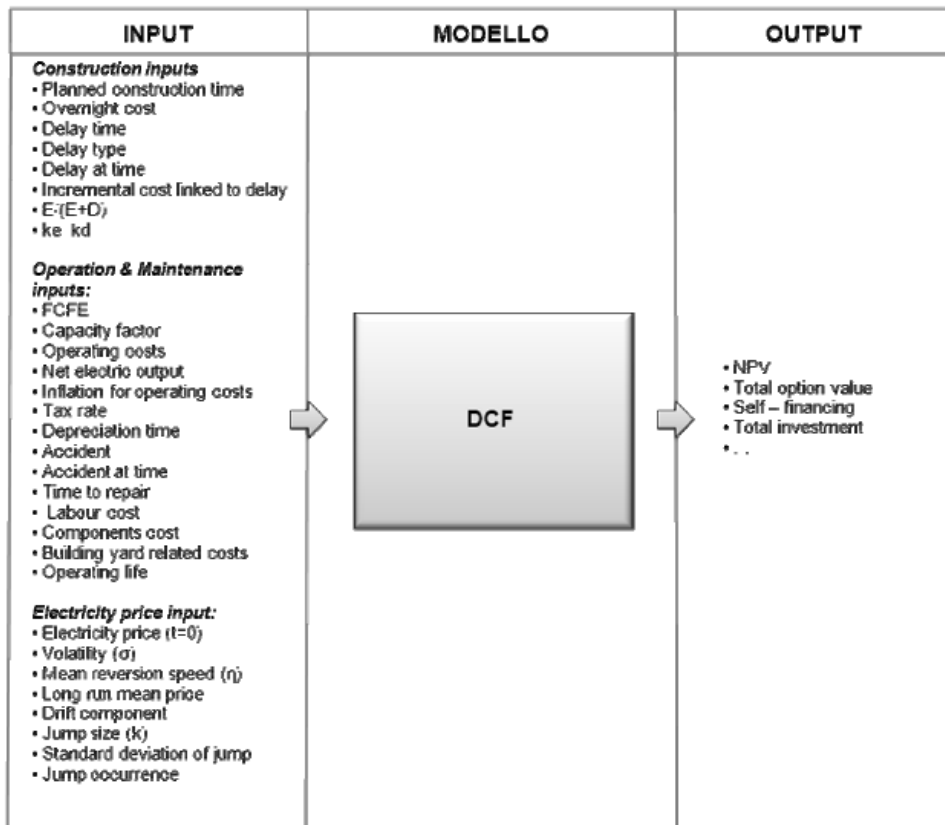 INPUT
MODELLO
OUTPUT
Construction inputs
• Planned construction time
• Overnight cost
• Delay time
• Delay type
• Delay at time
• Incremental cost linked to delay
• E/(E+D)
• ke kd
Operation & Maintenance
inputs:
• FCFE
• Capacity factor
• Operating costs
• Net electric output
• Inflation for operating costs
• Tax rate
• Depreciation time
• Accident
• Accident at time
• Time to repair
• Labour cost
• Components cost
• Building yard related costs
• Operating life
Electricity price input:
• Electricity price (t=0)
• Volatility (σ)
• Mean reversion speed (η)
• Long run mean price
• Drift component
• Jump size (k)
• Standard deviation of jump
• Jump occurrence
DCF
• NPV
• Total option value
• Self – financing
• Total investment
• . .